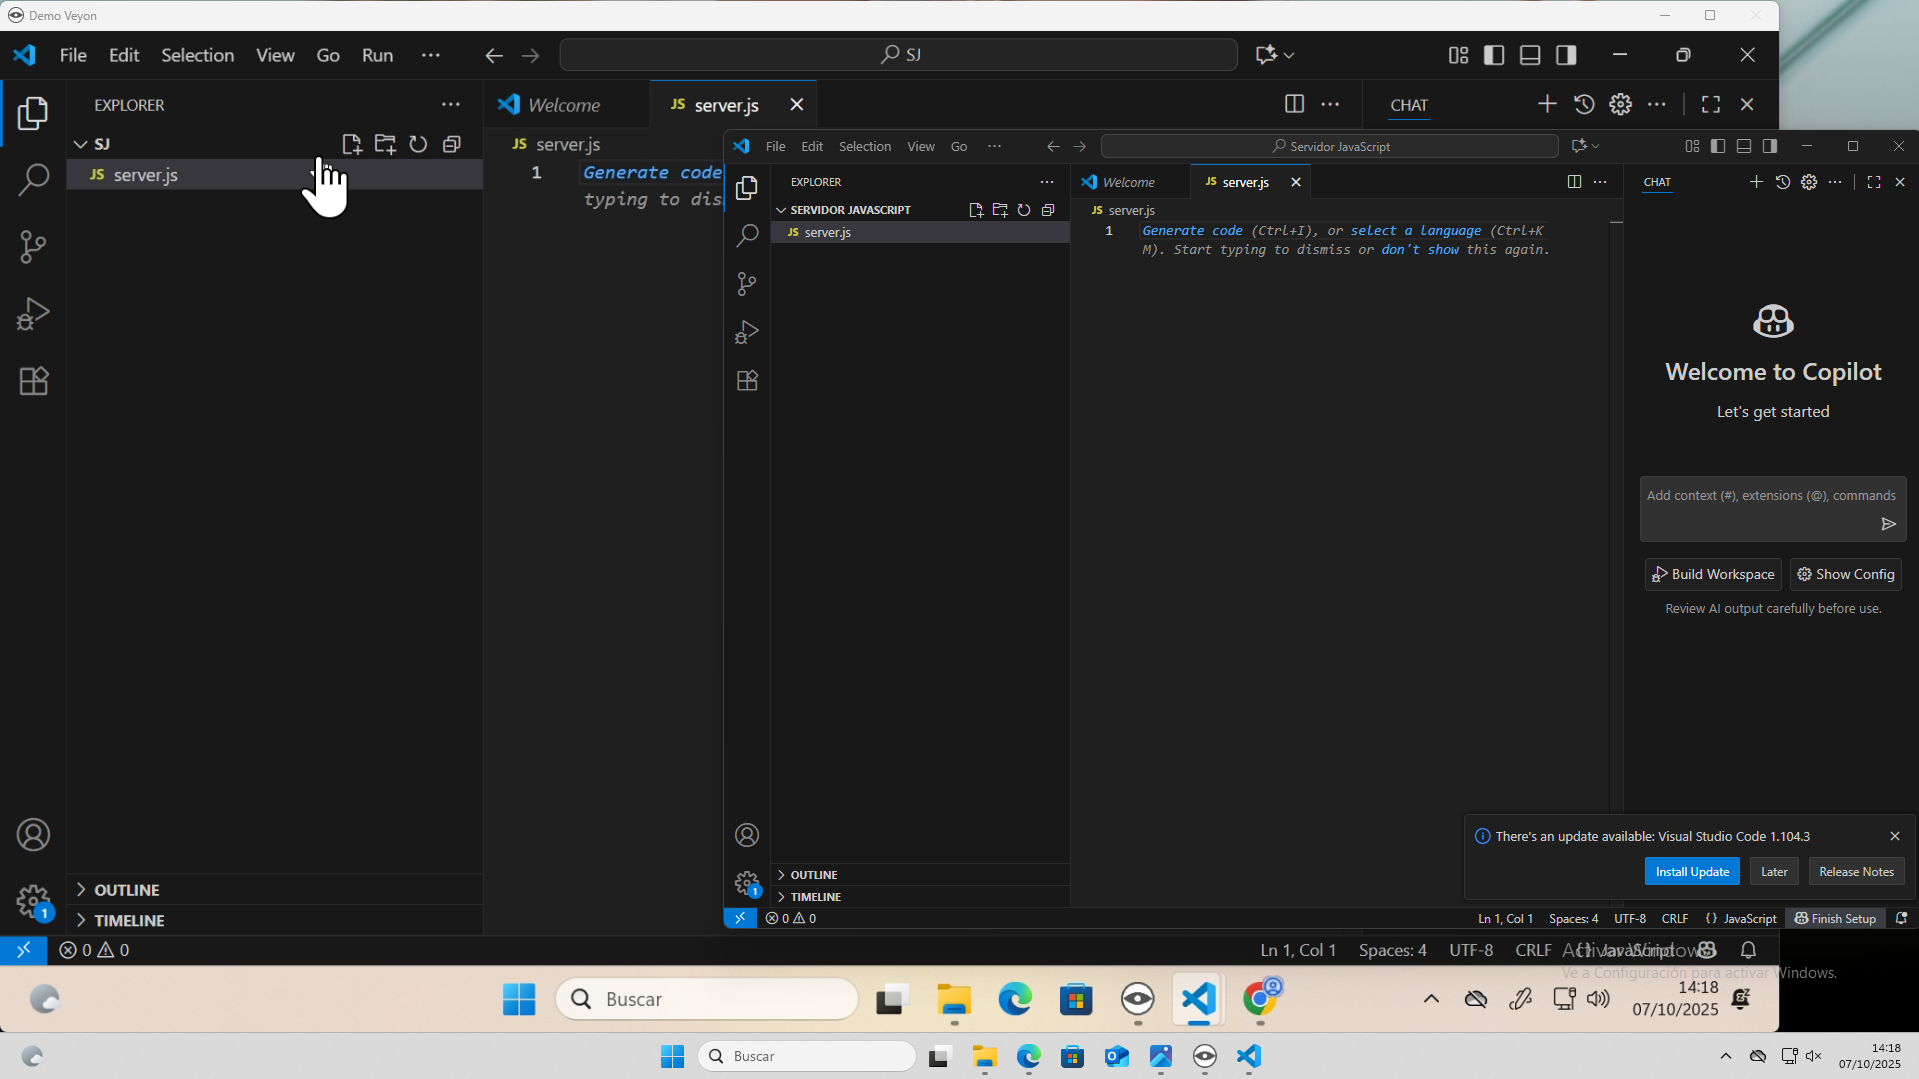 Demo Veyon
File Edit Selection View Go Run
SJ
EXPLORER
SJ
JS server.js
OUTLINE
TIMELINE
Welcome
JS server.js
CHAT
JS server.js
1
Generate code
typing to dis
0 0
Ln 1, Col 1 Spaces: 4 UTF-8 CRLF {} JavaScript
1
File Edit Selection View Go
Servidor JavaScript
EXPLORER
SERVIDOR JAVASCRIPT
JS server.js
OUTLINE
TIMELINE
Welcome
JS server.js
JS server.js
1
Generate code (Ctrl+I), or select a language (Ctrl+K
M). Start typing to dismiss or don't show this again.
CHAT
Welcome to Copilot
Let's get started
Add context (#), extensions (@), commands
Build Workspace Show Config
Review AI output carefully before use.
There's an update available: Visual Studio Code 1.104.3
Install Update Later Release Notes
1
0 0
Ln 1, Col 1 Spaces: 4 UTF-8 CRLF {} JavaScript Finish Setup
Activar Windows
Ve a Configuración para activar Windows.
Buscar
14:18
07/10/2025
Buscar
14:18
07/10/2025